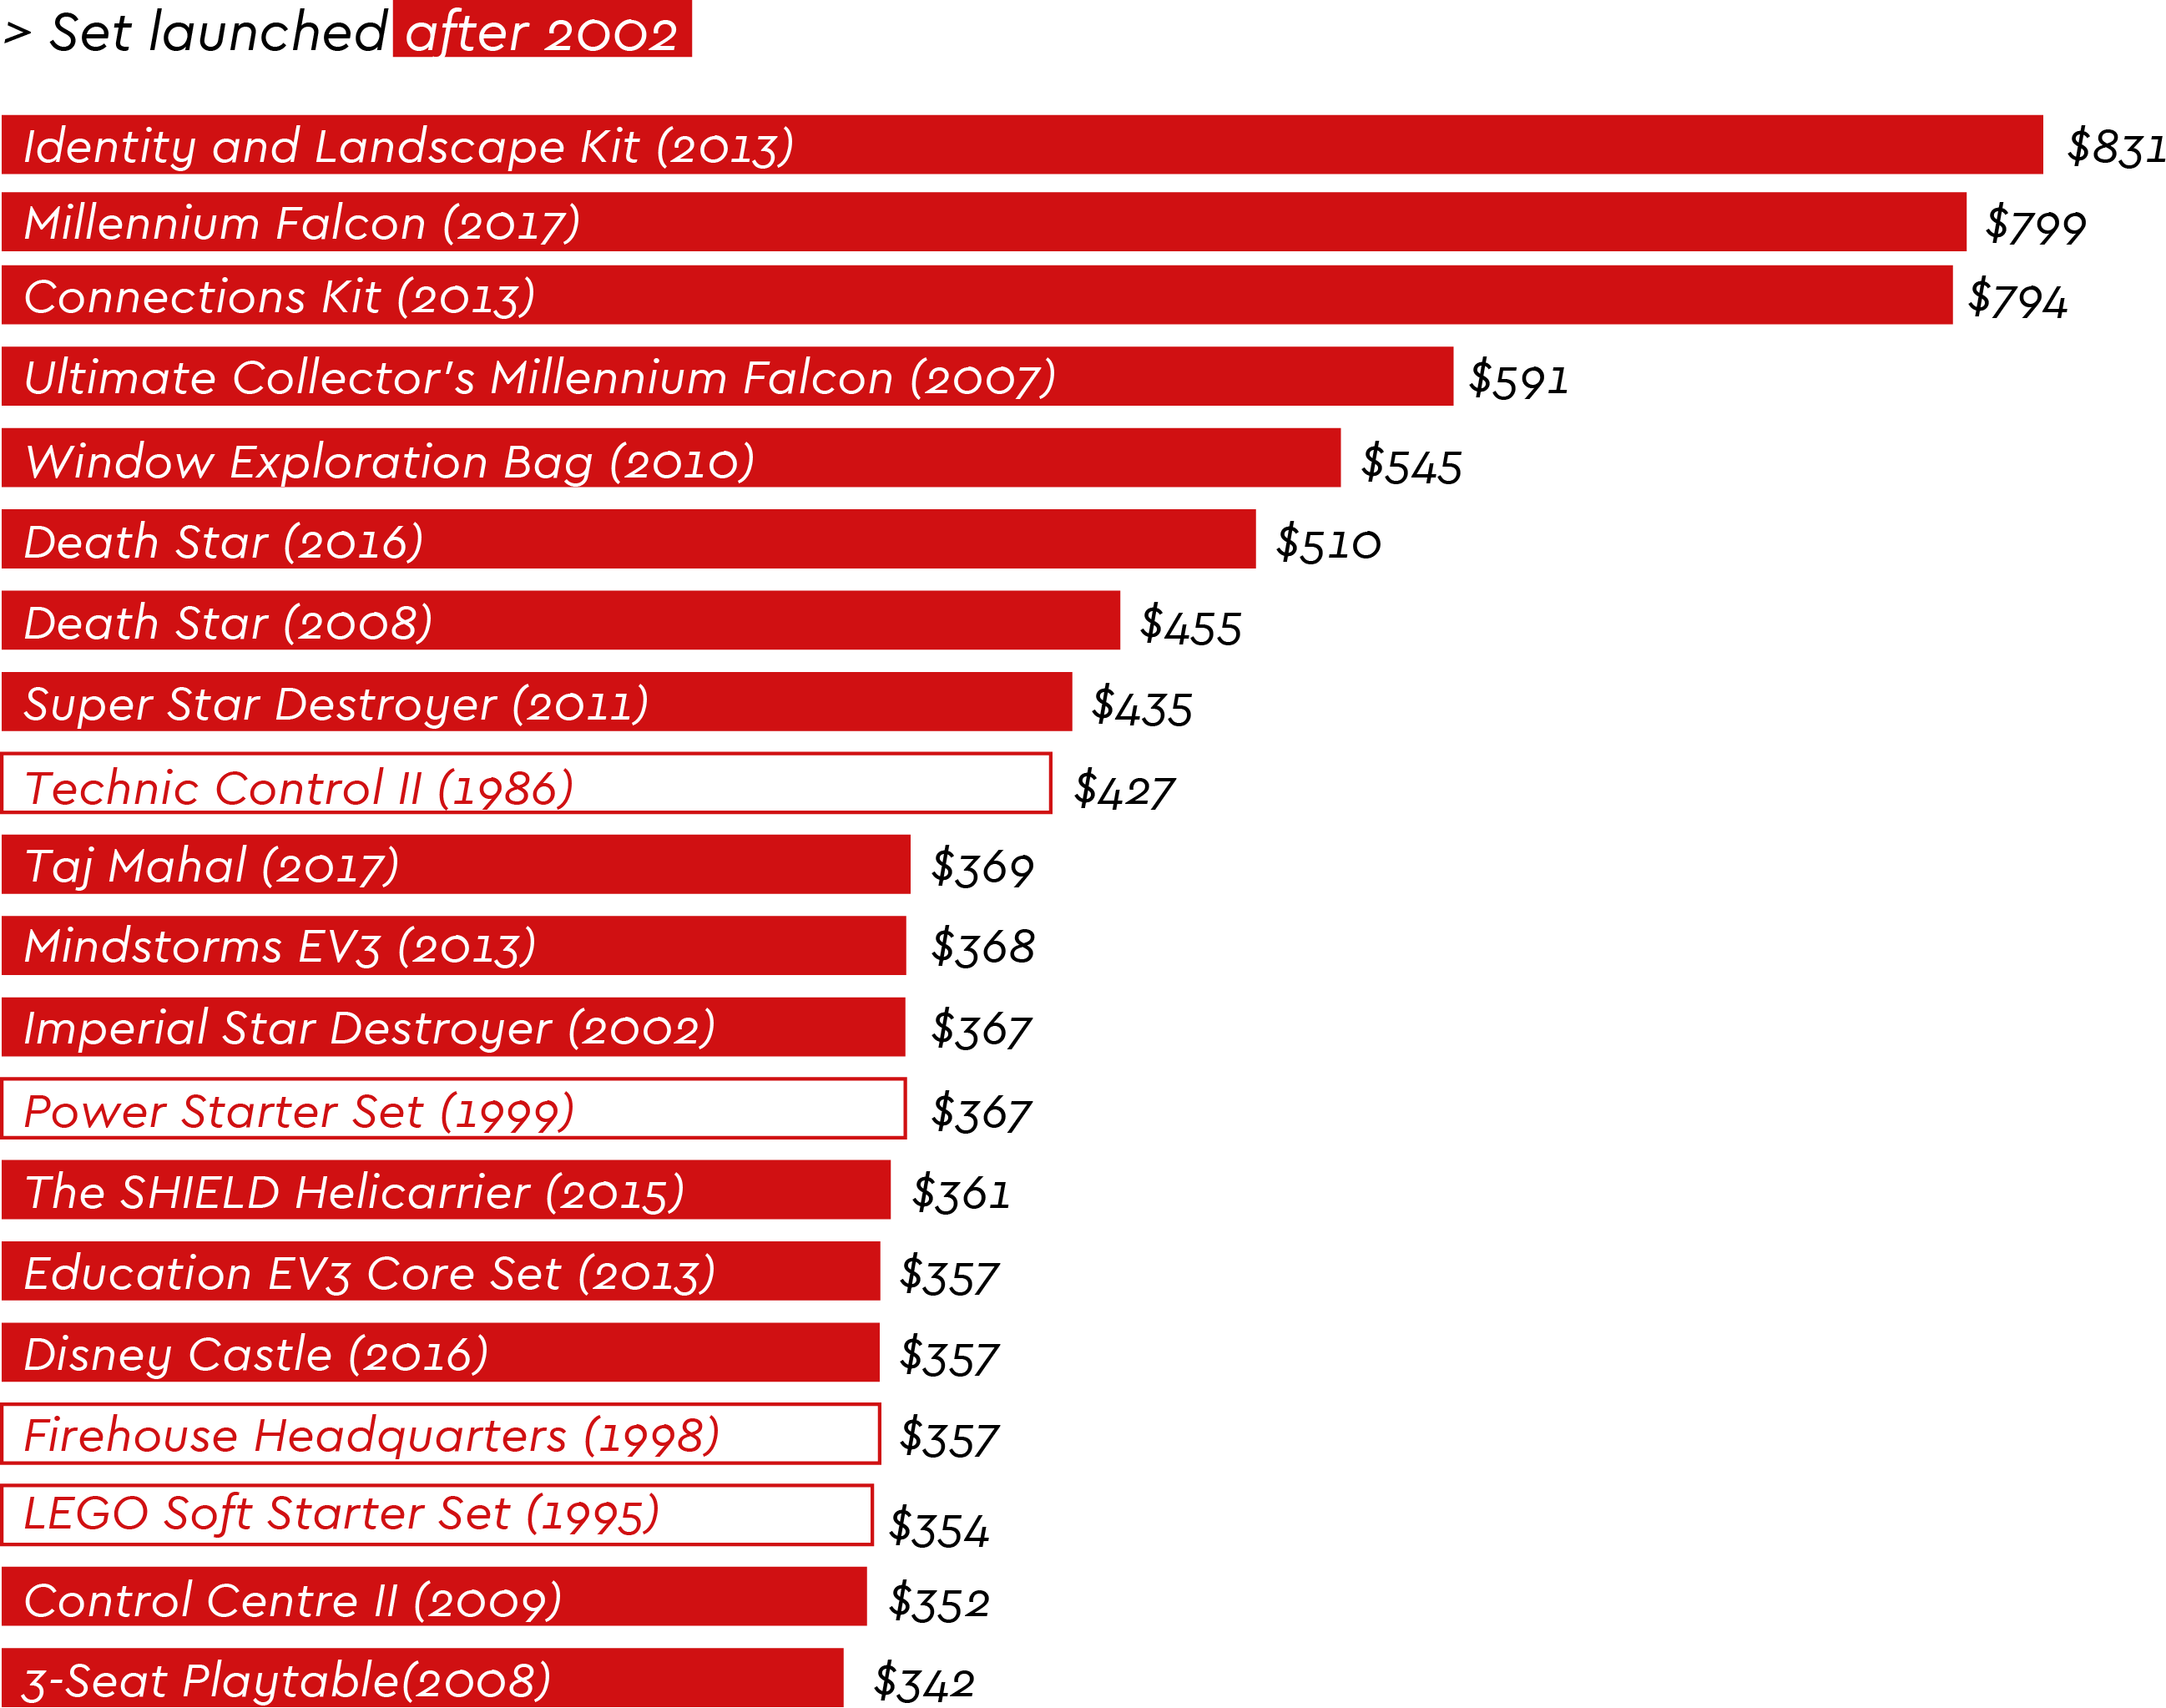 > Set launched after 2002
Identity and Landscape Kit (2013) $831
Millennium Falcon (2017) $799
Connections Kit (2013) $794
Ultimate Collector's Millennium Falcon (2007) $591
Window Exploration Bag (2010) $545
Death Star (2016) $510
Death Star (2008) $455
Super Star Destroyer (2011) $435
Technic Control II (1986) $427
Taj Mahal (2017) $369
Mindstorms EV3 (2013) $368
Imperial Star Destroyer (2002) $367
Power Starter Set (1999) $367
The SHIELD Helicarrier (2015) $361
Education EV3 Core Set (2013) $357
Disney Castle (2016) $357
Firehouse Headquarters (1998) $357
LEGO Soft Starter Set (1995) $354
Control Centre II (2009) $352
3-Seat Playtable(2008) $342